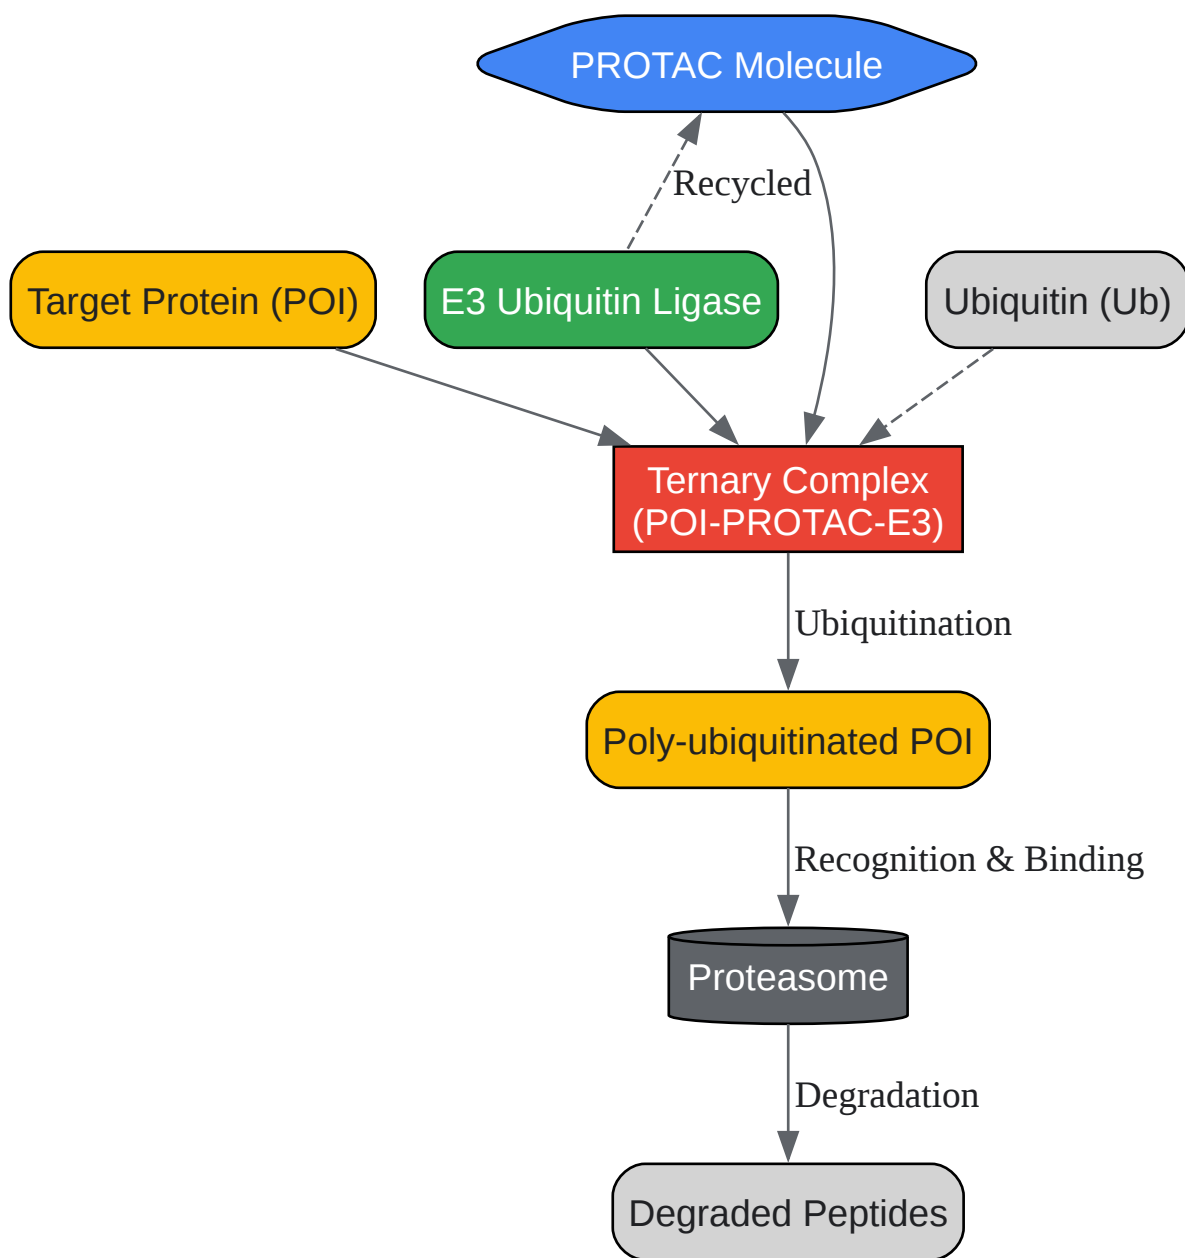 PROTAC Molecule
Recycled
Target Protein (POI)
E3 Ubiquitin Ligase
Ubiquitin (Ub)
Ternary Complex
(POI-PROTAC-E3)
Ubiquitination
Poly-ubiquitinated POI
Recognition & Binding
Proteasome
Degradation
Degraded Peptides